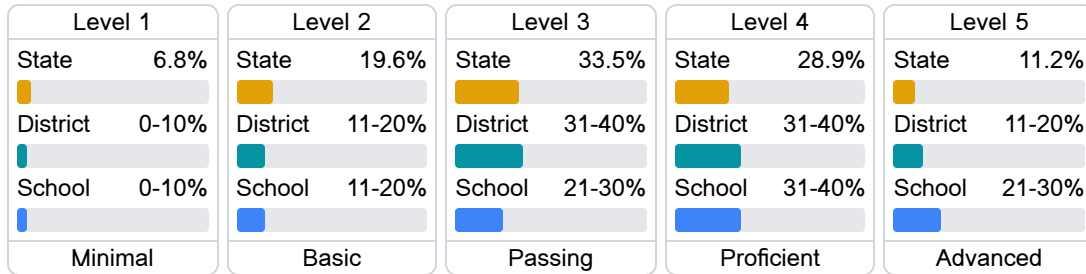 Level 1
State 6.8%
District 0-10%
School 0-10%
Minimal
Level 2
State 19.6%
District 11-20%
School 11-20%
Basic
Level 3
State 33.5%
District 31-40%
School 21-30%
Passing
Level 4
State 28.9%
District 31-40%
School 31-40%
Proficient
Level 5
State 11.2%
District 11-20%
School 21-30%
Advanced